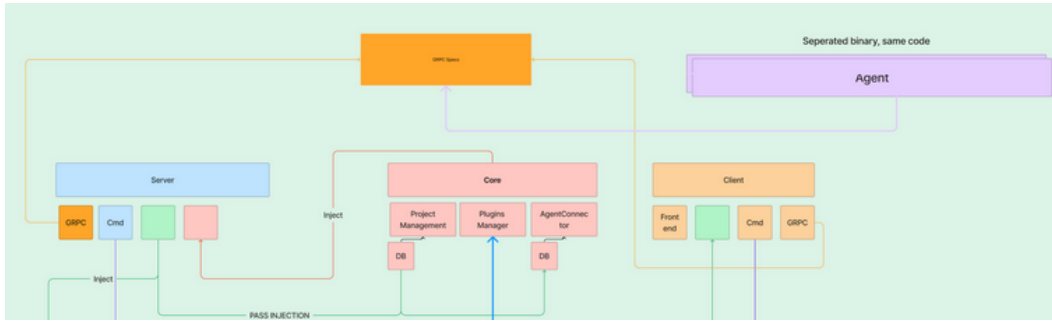 Seperated binary, same code
GRPC Specs
Agent
Server
Core
Client
GRPC
Cmd
Inject
Project
Management
Plugins
Manager
AgentConnec
tor
Front
end
Cmd
GRPC
DB
DB
Inject
PASS INJECTION